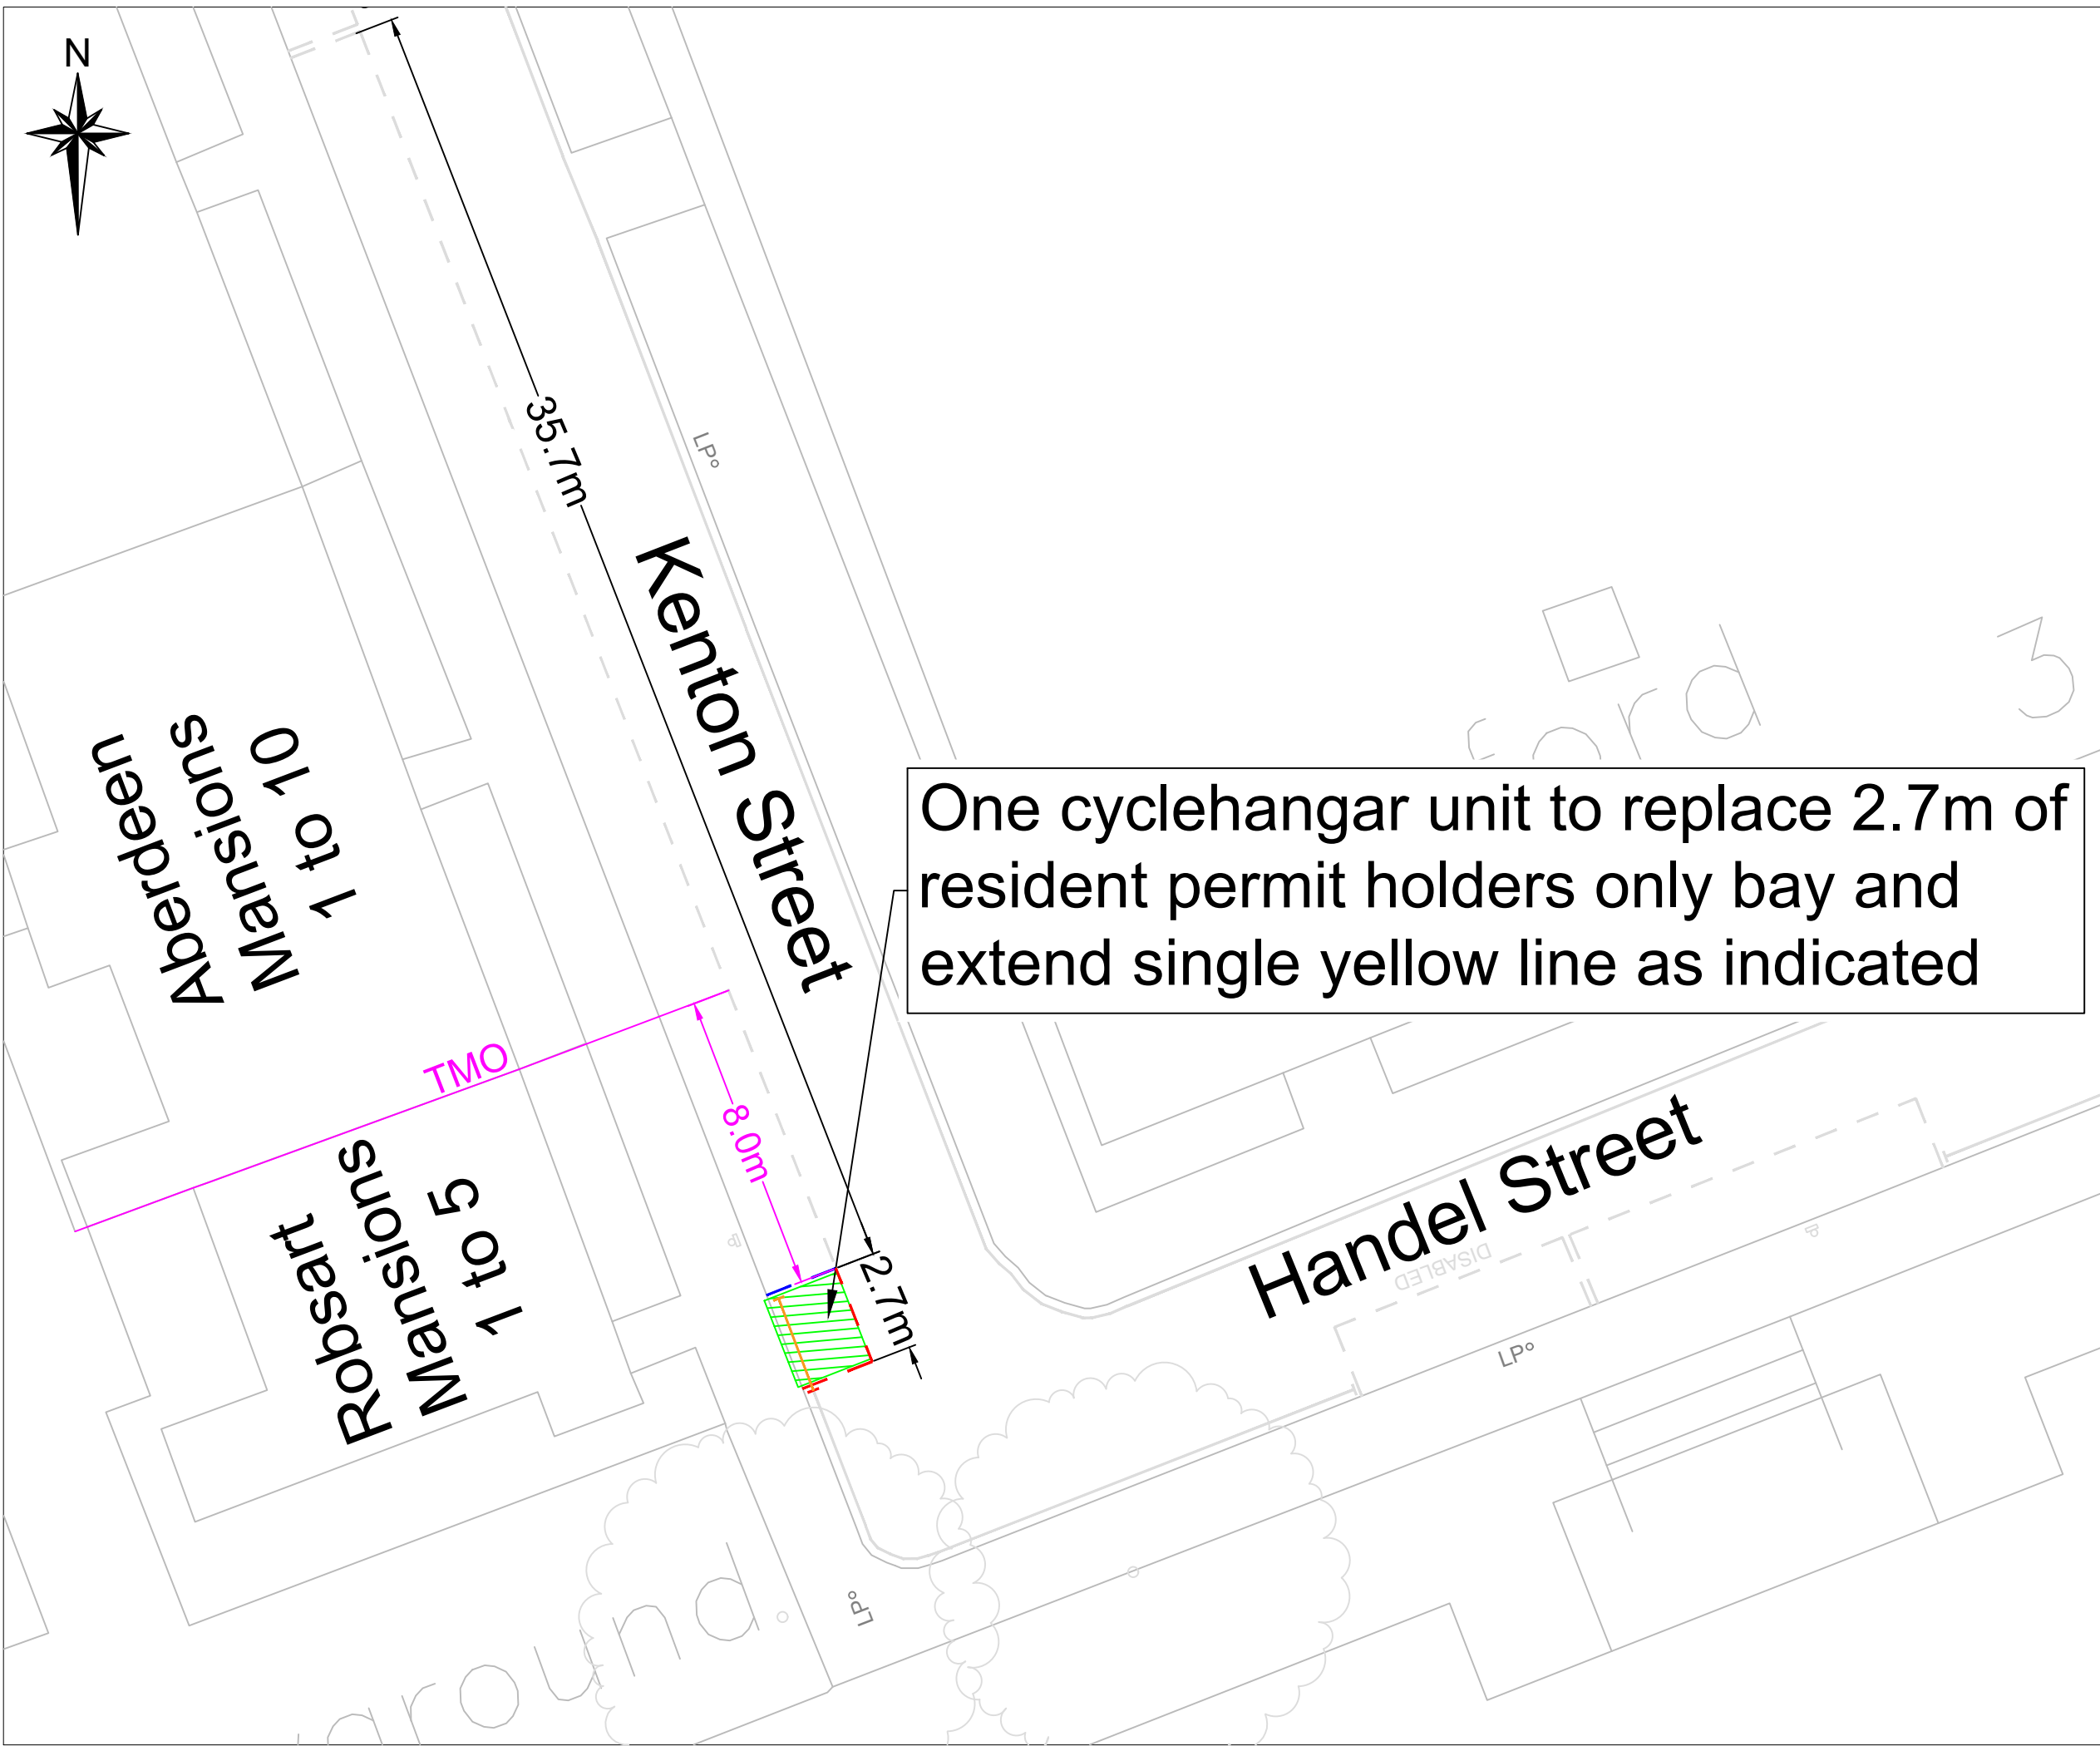 N
35.7m
LP°
Kenton Street
Aberdeen
Mansions
1 to 10
3
One cyclehangar unit to replace 2.7m of
resident permit holders only bay and
extend single yellow line as indicated
TMO
8.0m
2.7m
Robsart
Mansions
1 to 5
Handel Street
DISABLED
LP°
LP°